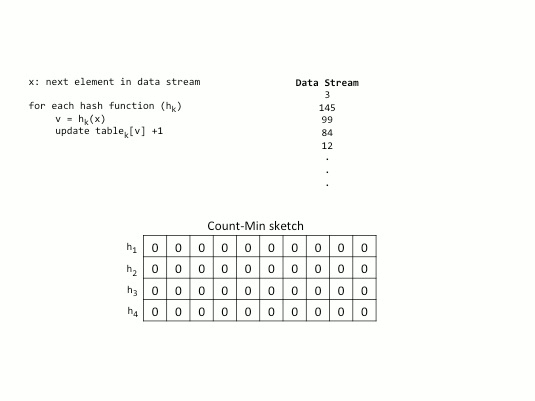 x: next element in data stream
for each hash function (hk)
v = hk(x)
update tablek[v] +1
Data Stream
3
145
99
84
12
.
.
.
Count-Min sketch
h1 0 0 0 0 0 0 0 0 0 0
h2 0 0 0 0 0 0 0 0 0 0
h3 0 0 0 0 0 0 0 0 0 0
h4 0 0 0 0 0 0 0 0 0 0